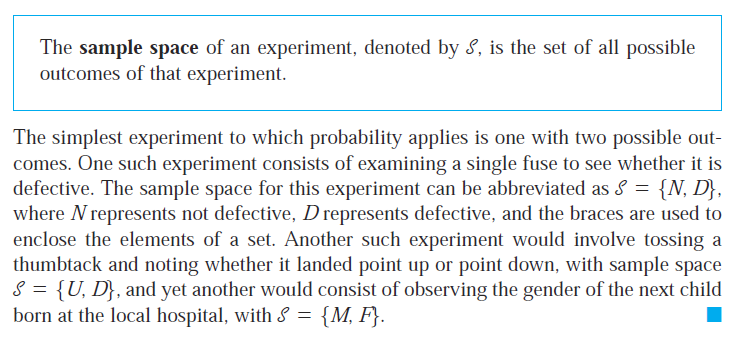 The sample space of an experiment, denoted by 𝒮, is the set of all possible
outcomes of that experiment.
The simplest experiment to which probability applies is one with two possible out-
comes. One such experiment consists of examining a single fuse to see whether it is
defective. The sample space for this experiment can be abbreviated as 𝒮 = {N, D},
where N represents not defective, D represents defective, and the braces are used to
enclose the elements of a set. Another such experiment would involve tossing a
thumbtack and noting whether it landed point up or point down, with sample space
𝒮 = {U, D}, and yet another would consist of observing the gender of the next child
born at the local hospital, with 𝒮 = {M, F}.